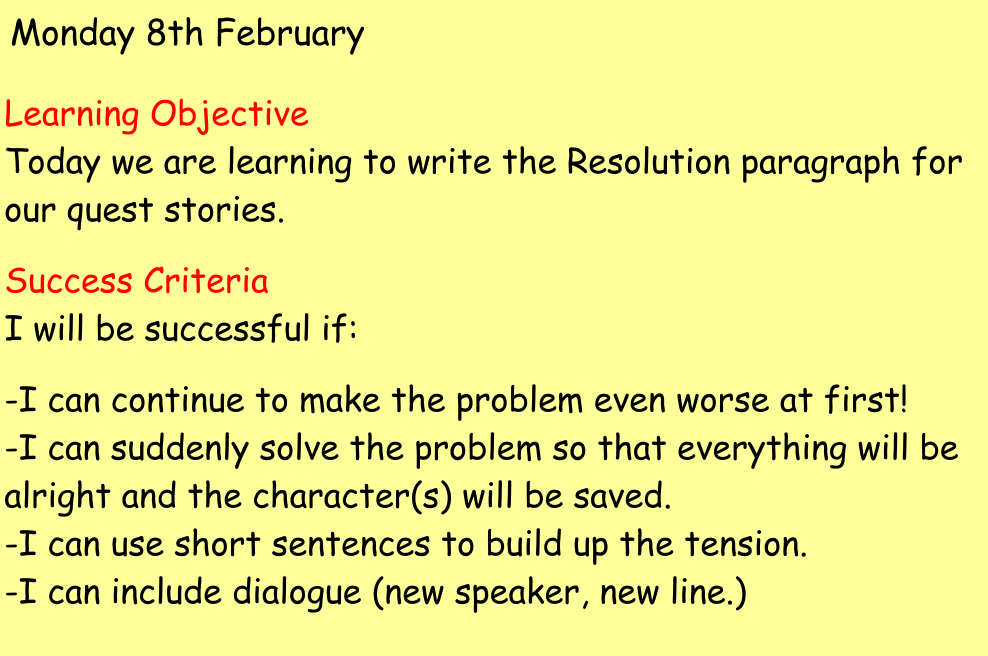 Monday 8th February
Learning Objective
Today we are learning to write the Resolution paragraph for
our quest stories.
Success Criteria
I will be successful if:
-I can continue to make the problem even worse at first!
-I can suddenly solve the problem so that everything will be
alright and the character(s) will be saved.
-I can use short sentences to build up the tension.
-I can include dialogue (new speaker, new line.)